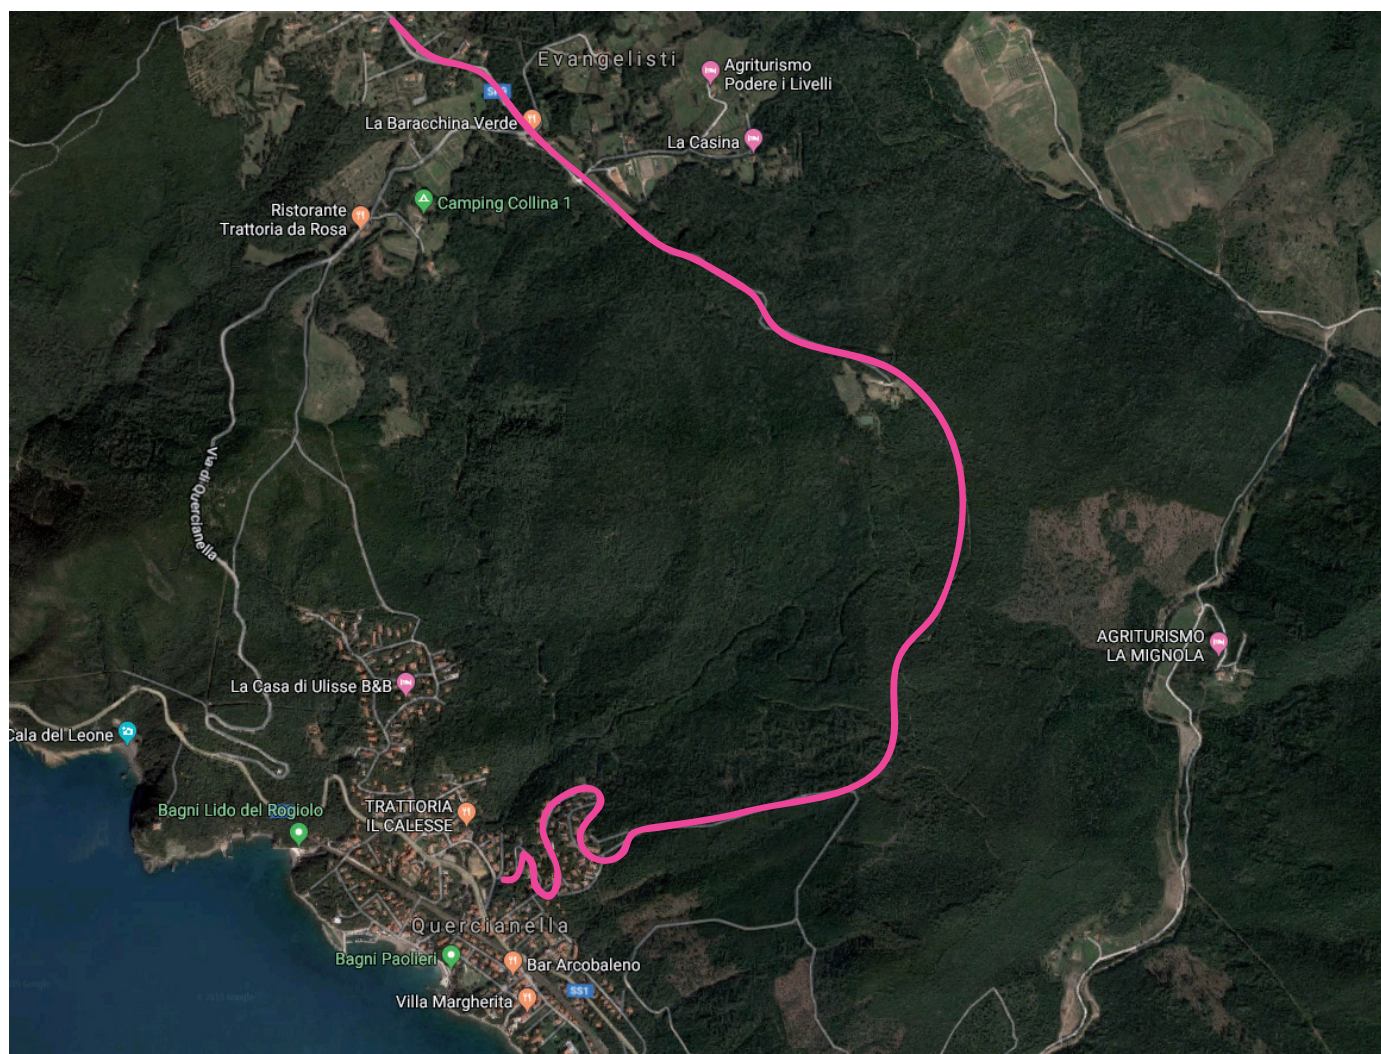 Evangelisti
Agriturismo
Podere i Livelli
La Baracchina Verde
La Casina
Camping Collina 1
Ristorante
Trattoria da Rosa
Via di Quercianella
AGRITURISMO
LA MIGNOLA
La Casa di Ulisse B&B
Cala del Leone
Bagni Lido del Rogiolo
TRATTORIA
IL CALESSE
Quercianella
Bagni Paolieri
Bar Arcobaleno
SS1
Villa Margherita